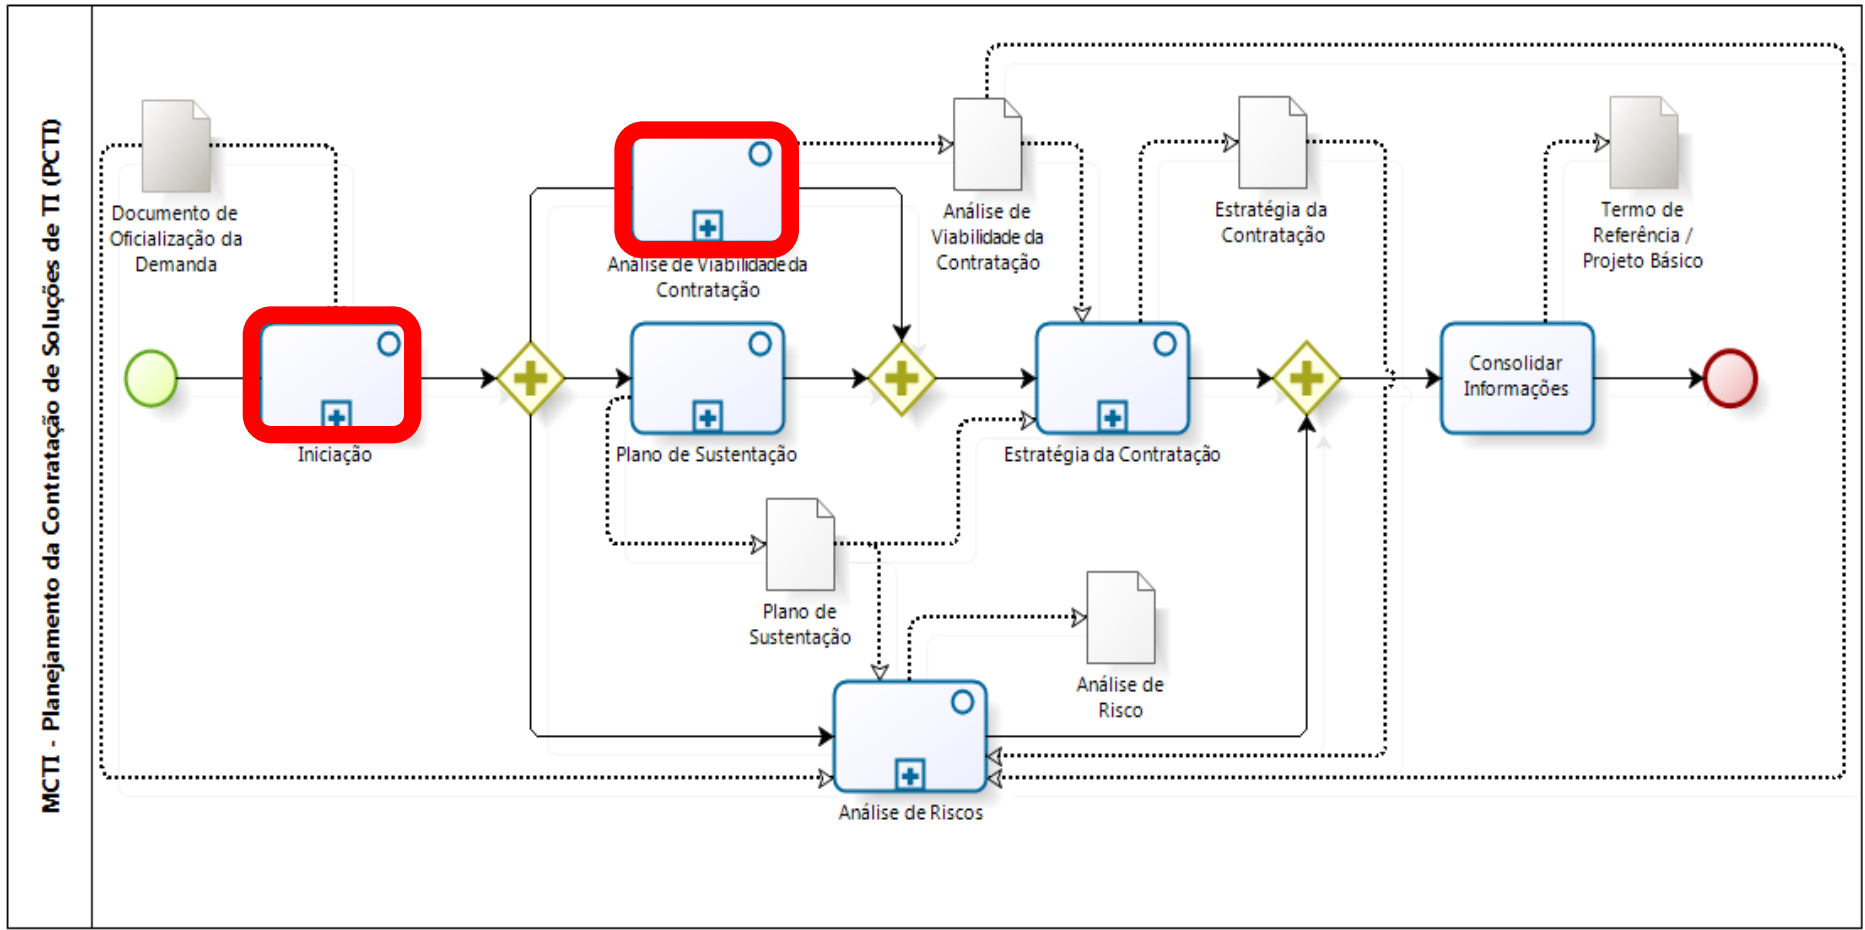 MCTI - Planejamento da Contratação de Soluções de TI (PCTI)
Documento de
Oficialização da
Demanda
Iniciação
Análise de Viabilidade da
Contratação
Plano de Sustentação
Plano de
Sustentação
Análise de
Viabilidade da
Contratação
Estratégia da Contratação
Estratégia da
Contratação
Análise de
Risco
Análise de Riscos
Consolidar
Informações
Termo de
Referência /
Projeto Básico